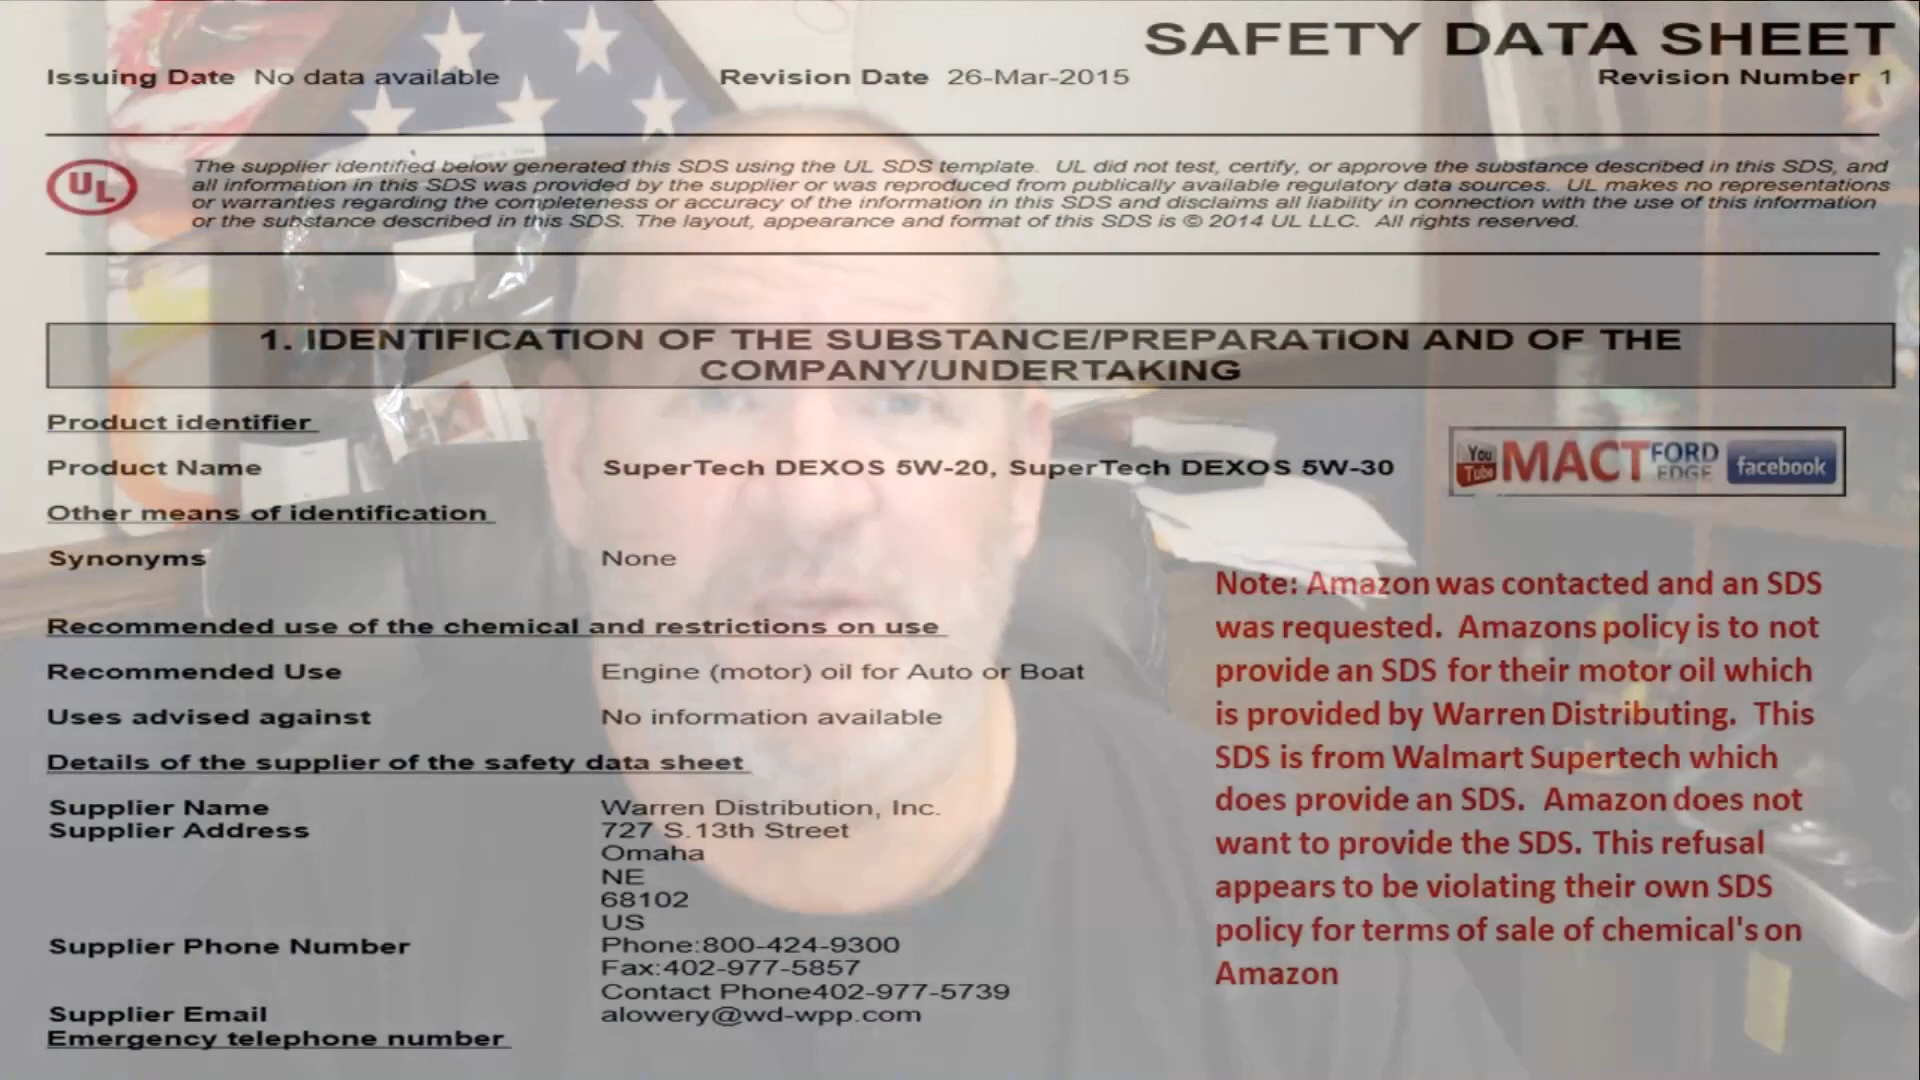 SAFETY DATA SHEET
Issuing Date No data available Revision Date 26-Mar-2015 Revision Number 1
UL
The supplier identified below generated this SDS using the UL SDS template. UL did not test, certify, or approve the substance described in this SDS, and
all information in this SDS was provided by the supplier or was reproduced from publically available regulatory data sources. UL makes no representations
or warranties regarding the completeness or accuracy of the information in this SDS and disclaims all liability in connection with the use of this information
or the substance described in this SDS. The layout, appearance and format of this SDS is © 2014 UL LLC. All rights reserved.
1. IDENTIFICATION OF THE SUBSTANCE/PREPARATION AND OF THE
COMPANY/UNDERTAKING
Product identifier
Product Name SuperTech DEXOS 5W-20, SuperTech DEXOS 5W-30
You Tube MACT FORD EDGE facebook
Other means of identification
Synonyms None
Recommended use of the chemical and restrictions on use
Recommended Use Engine (motor) oil for Auto or Boat
Uses advised against No information available
Details of the supplier of the safety data sheet
Supplier Name Warren Distribution, Inc.
Supplier Address 727 S.13th Street
Omaha
NE
68102
US
Supplier Phone Number Phone:800-424-9300
Fax:402-977-5857
Contact Phone402-977-5739
Supplier Email alowery@wd-wpp.com
Emergency telephone number
Note: Amazon was contacted and an SDS
was requested. Amazons policy is to not
provide an SDS for their motor oil which
is provided by Warren Distributing. This
SDS is from Walmart Supertech which
does provide an SDS. Amazon does not
want to provide the SDS. This refusal
appears to be violating their own SDS
policy for terms of sale of chemical's on
Amazon